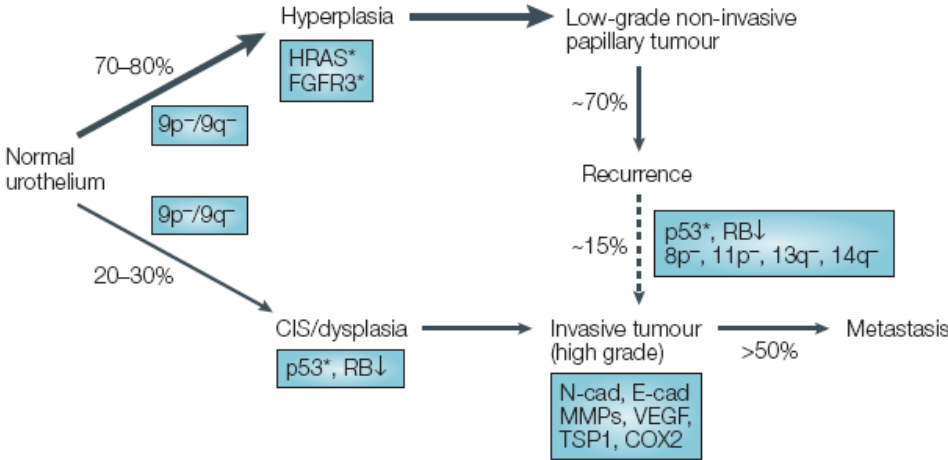 Hyperplasia
Low-grade non-invasive
papillary tumour
HRAS*
FGFR3*
70–80%
9p⁻/9q⁻
~70%
Normal
urothelium
Recurrence
9p⁻/9q⁻
p53*, RB↓
8p⁻, 11p⁻, 13q⁻, 14q⁻
~15%
20–30%
CIS/dysplasia
Invasive tumour
(high grade)
Metastasis
>50%
p53*, RB↓
N-cad, E-cad
MMPs, VEGF,
TSP1, COX2